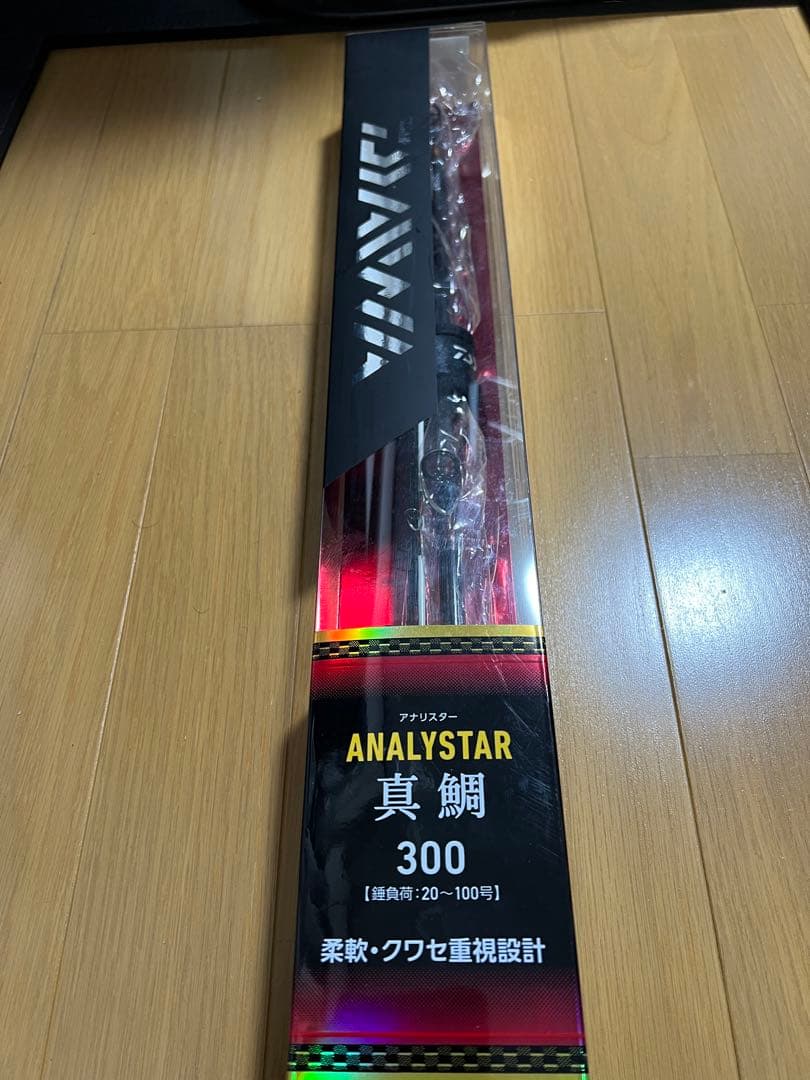 DAIWA
アナリスター
ANALYSTAR
真鯛
300
【錘負荷:20〜100号】
柔軟・クワセ重視設計